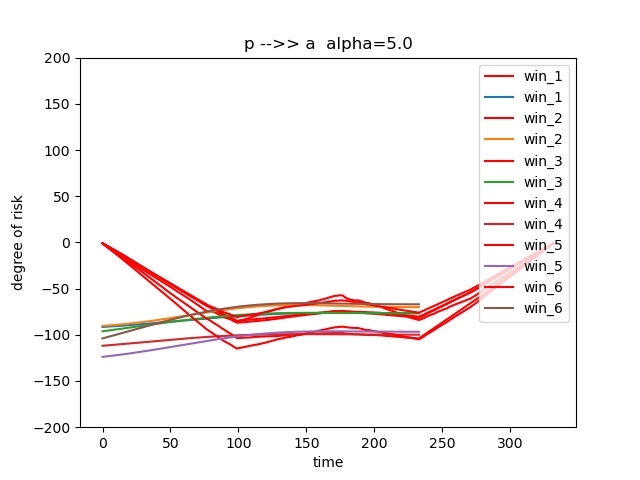 p -->> a  alpha=5.0
200
150
100
50
0
−50
−100
−150
−200
degree of risk
0
50
100
150
200
250
300
time
win_1
win_1
win_2
win_2
win_3
win_3
win_4
win_4
win_5
win_5
win_6
win_6